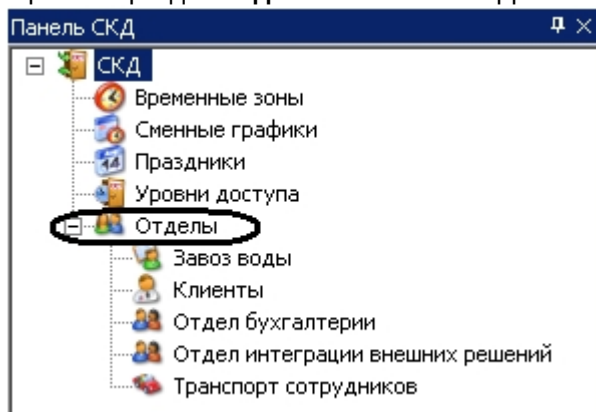 Панель СКД
СКД
Временные зоны
Сменные графики
Праздники
Уровни доступа
Отделы
Завоз воды
Клиенты
Отдел бухгалтерии
Отдел интеграции внешних решений
Транспорт сотрудников